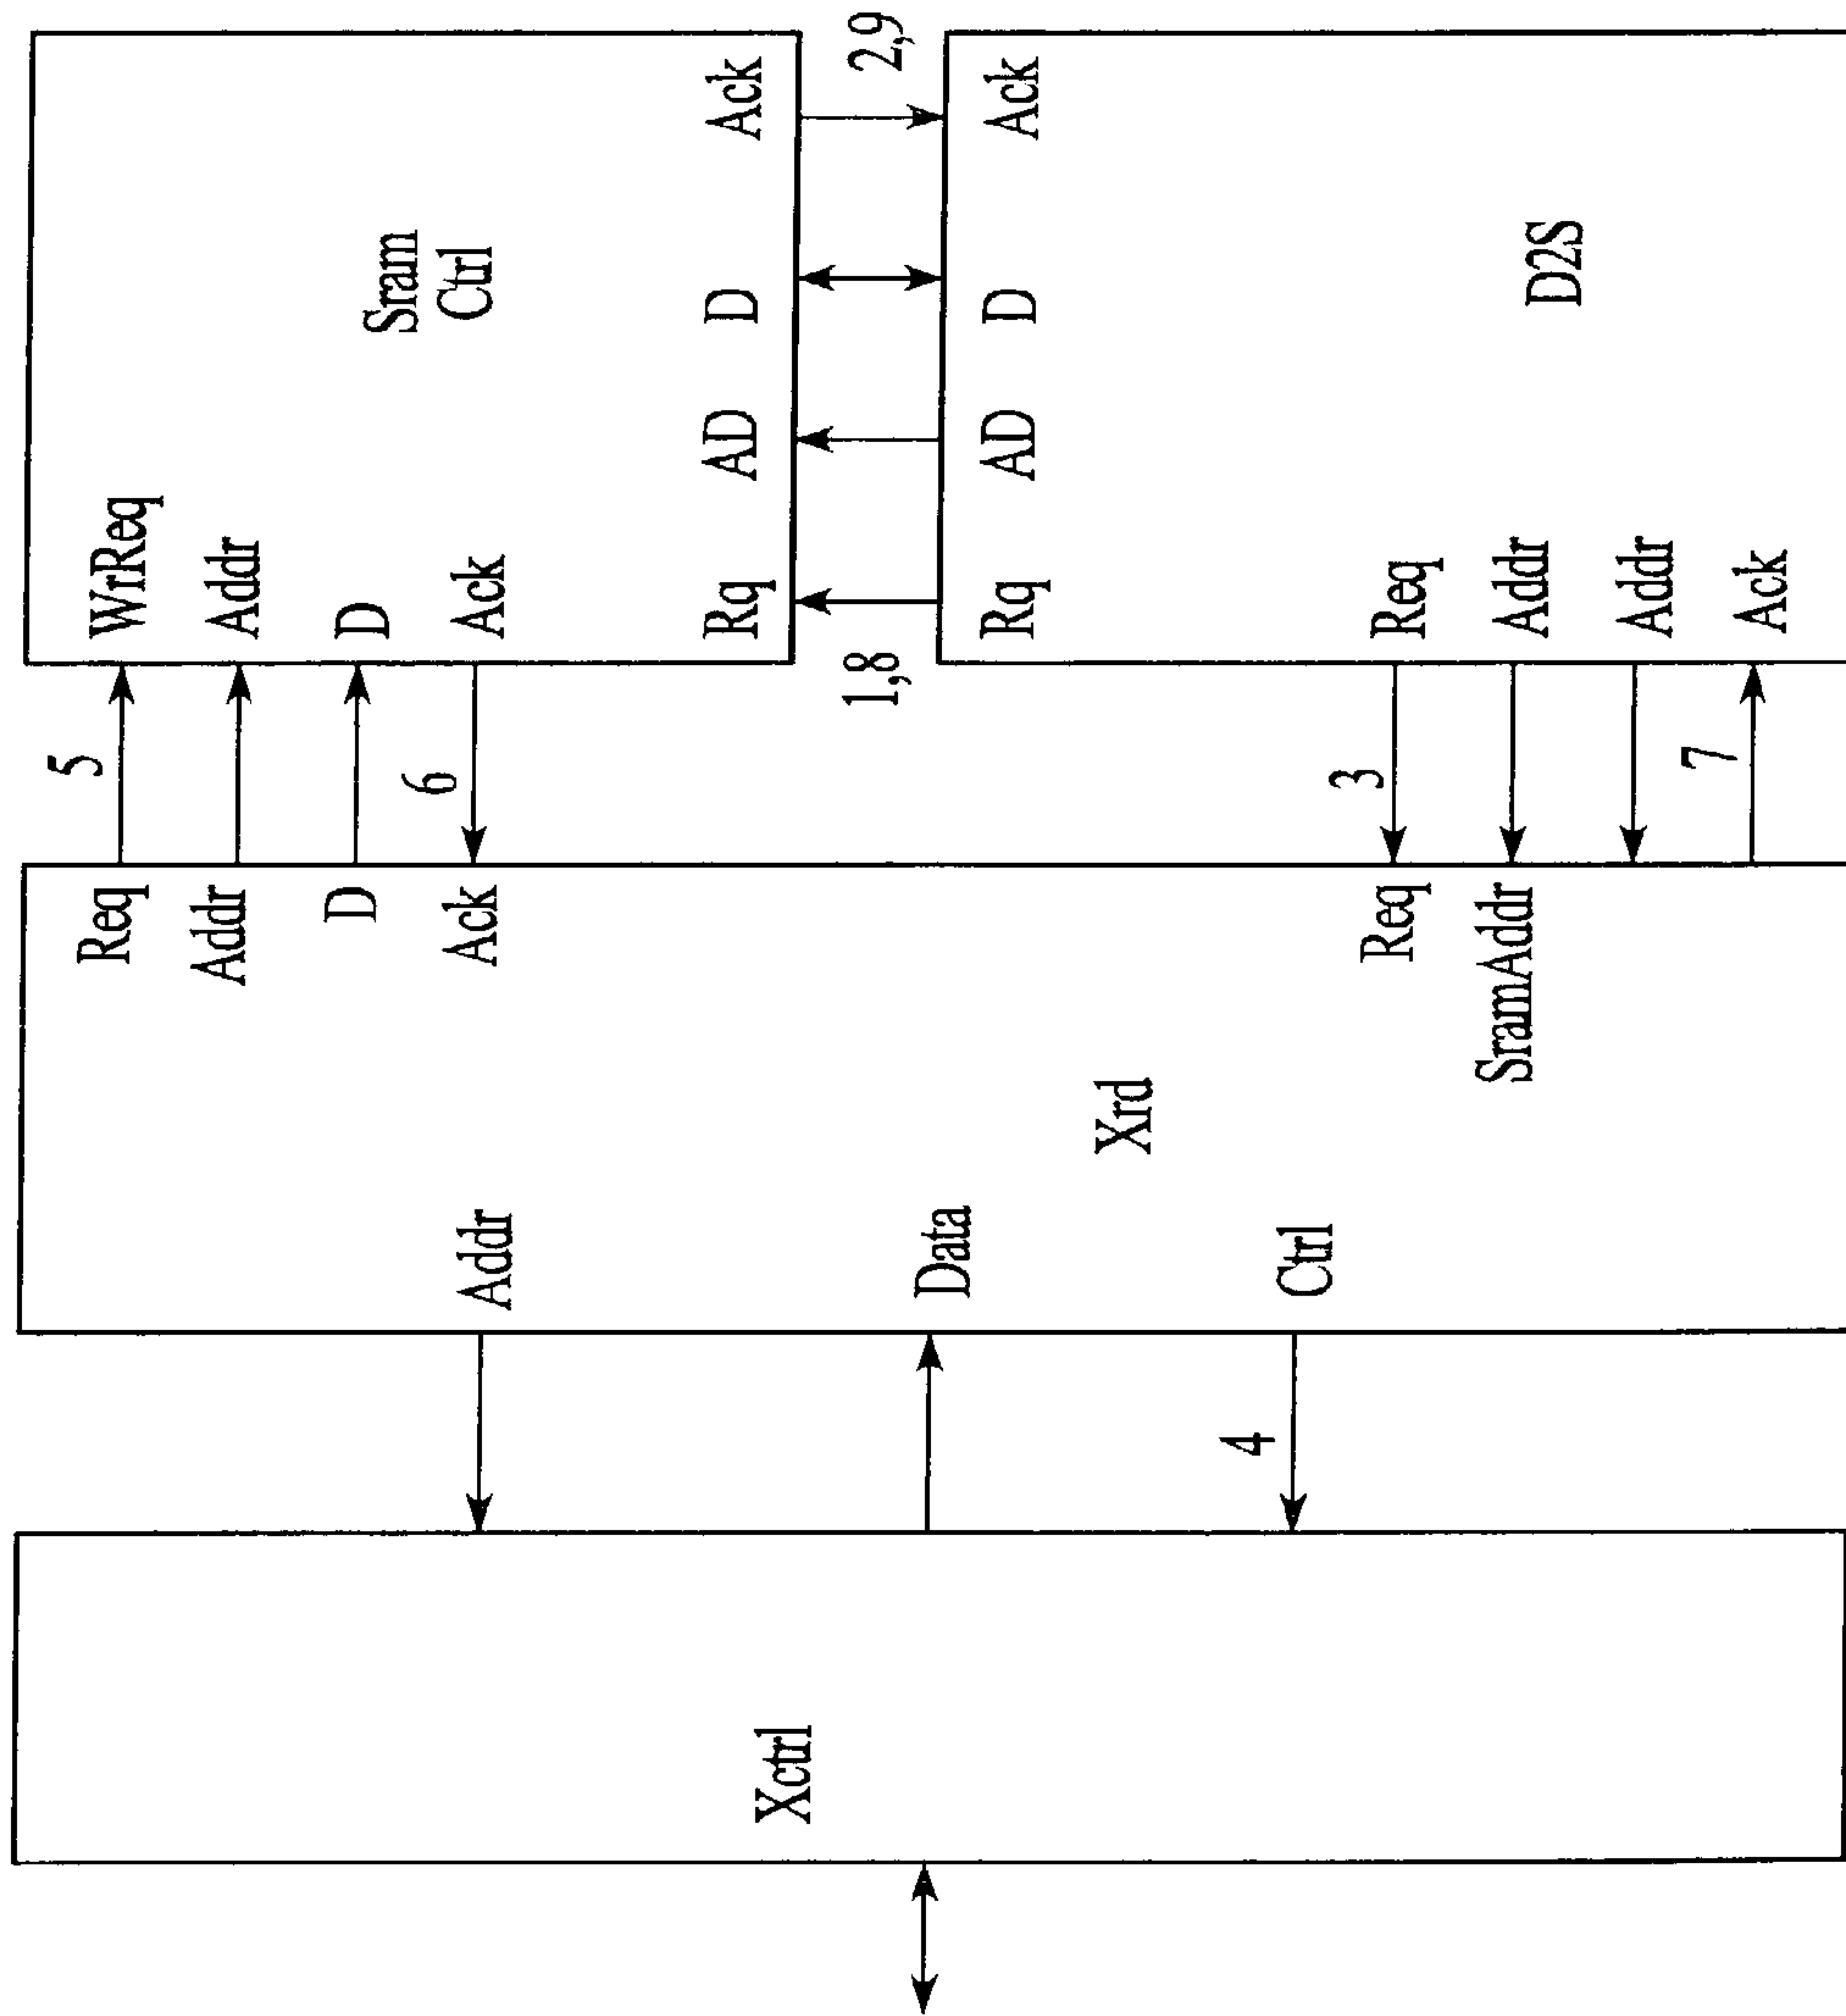 Xctrl
Addr
Data
4
Ctrl
Xrd
Req
Addr
D
Ack
Req
SramAddr
5
6
3
7
WrReq
Addr
D
Ack
Sram
Ctrl
Rq AD D Ack
1,8
2,9
Rq AD D Ack
D2S
Req
Addr
Addr
Ack